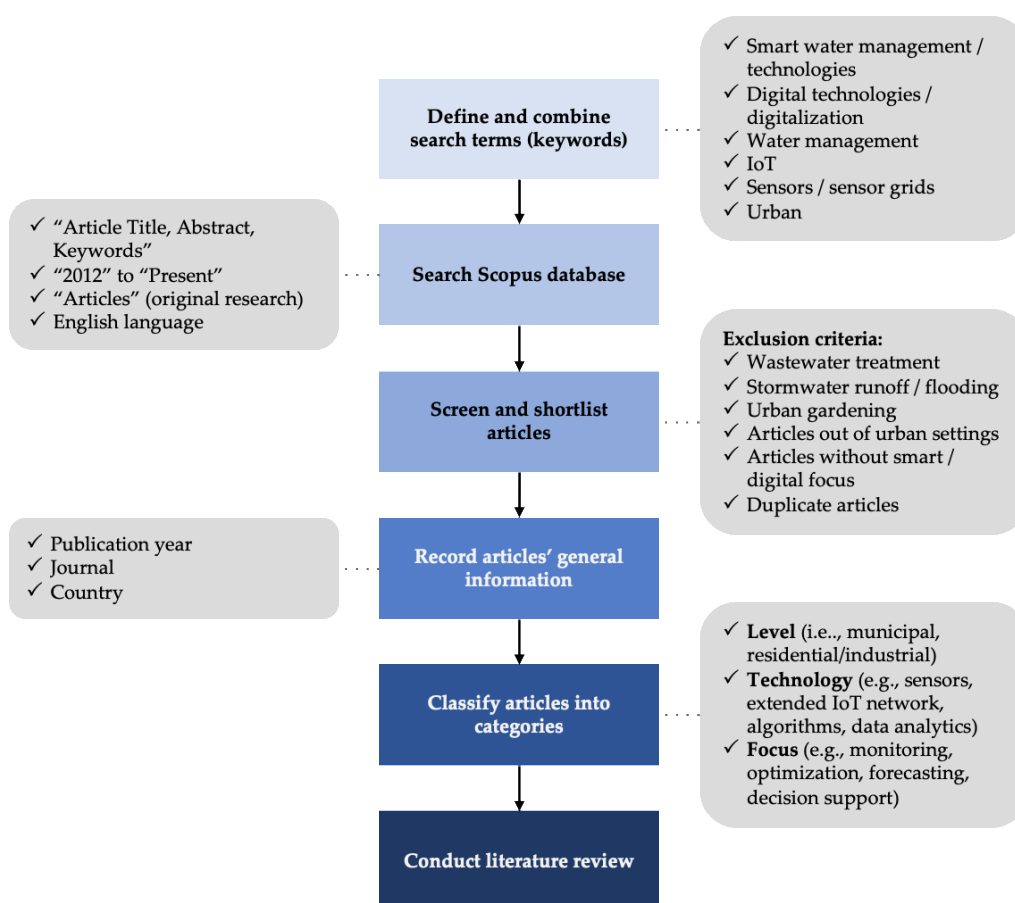 Define and combine
search terms (keywords)
✓ Smart water management /
technologies
✓ Digital technologies /
digitalization
✓ Water management
✓ IoT
✓ Sensors / sensor grids
✓ Urban
Search Scopus database
✓ “Article Title, Abstract,
Keywords”
✓ “2012” to “Present”
✓ “Articles” (original research)
✓ English language
Screen and shortlist
articles
Exclusion criteria:
✓ Wastewater treatment
✓ Stormwater runoff / flooding
✓ Urban gardening
✓ Articles out of urban settings
✓ Articles without smart /
digital focus
✓ Duplicate articles
Record articles’ general
information
✓ Publication year
✓ Journal
✓ Country
Classify articles into
categories
✓ Level (i.e.., municipal,
residential/industrial)
✓ Technology (e.g., sensors,
extended IoT network,
algorithms, data analytics)
✓ Focus (e.g., monitoring,
optimization, forecasting,
decision support)
Conduct literature review